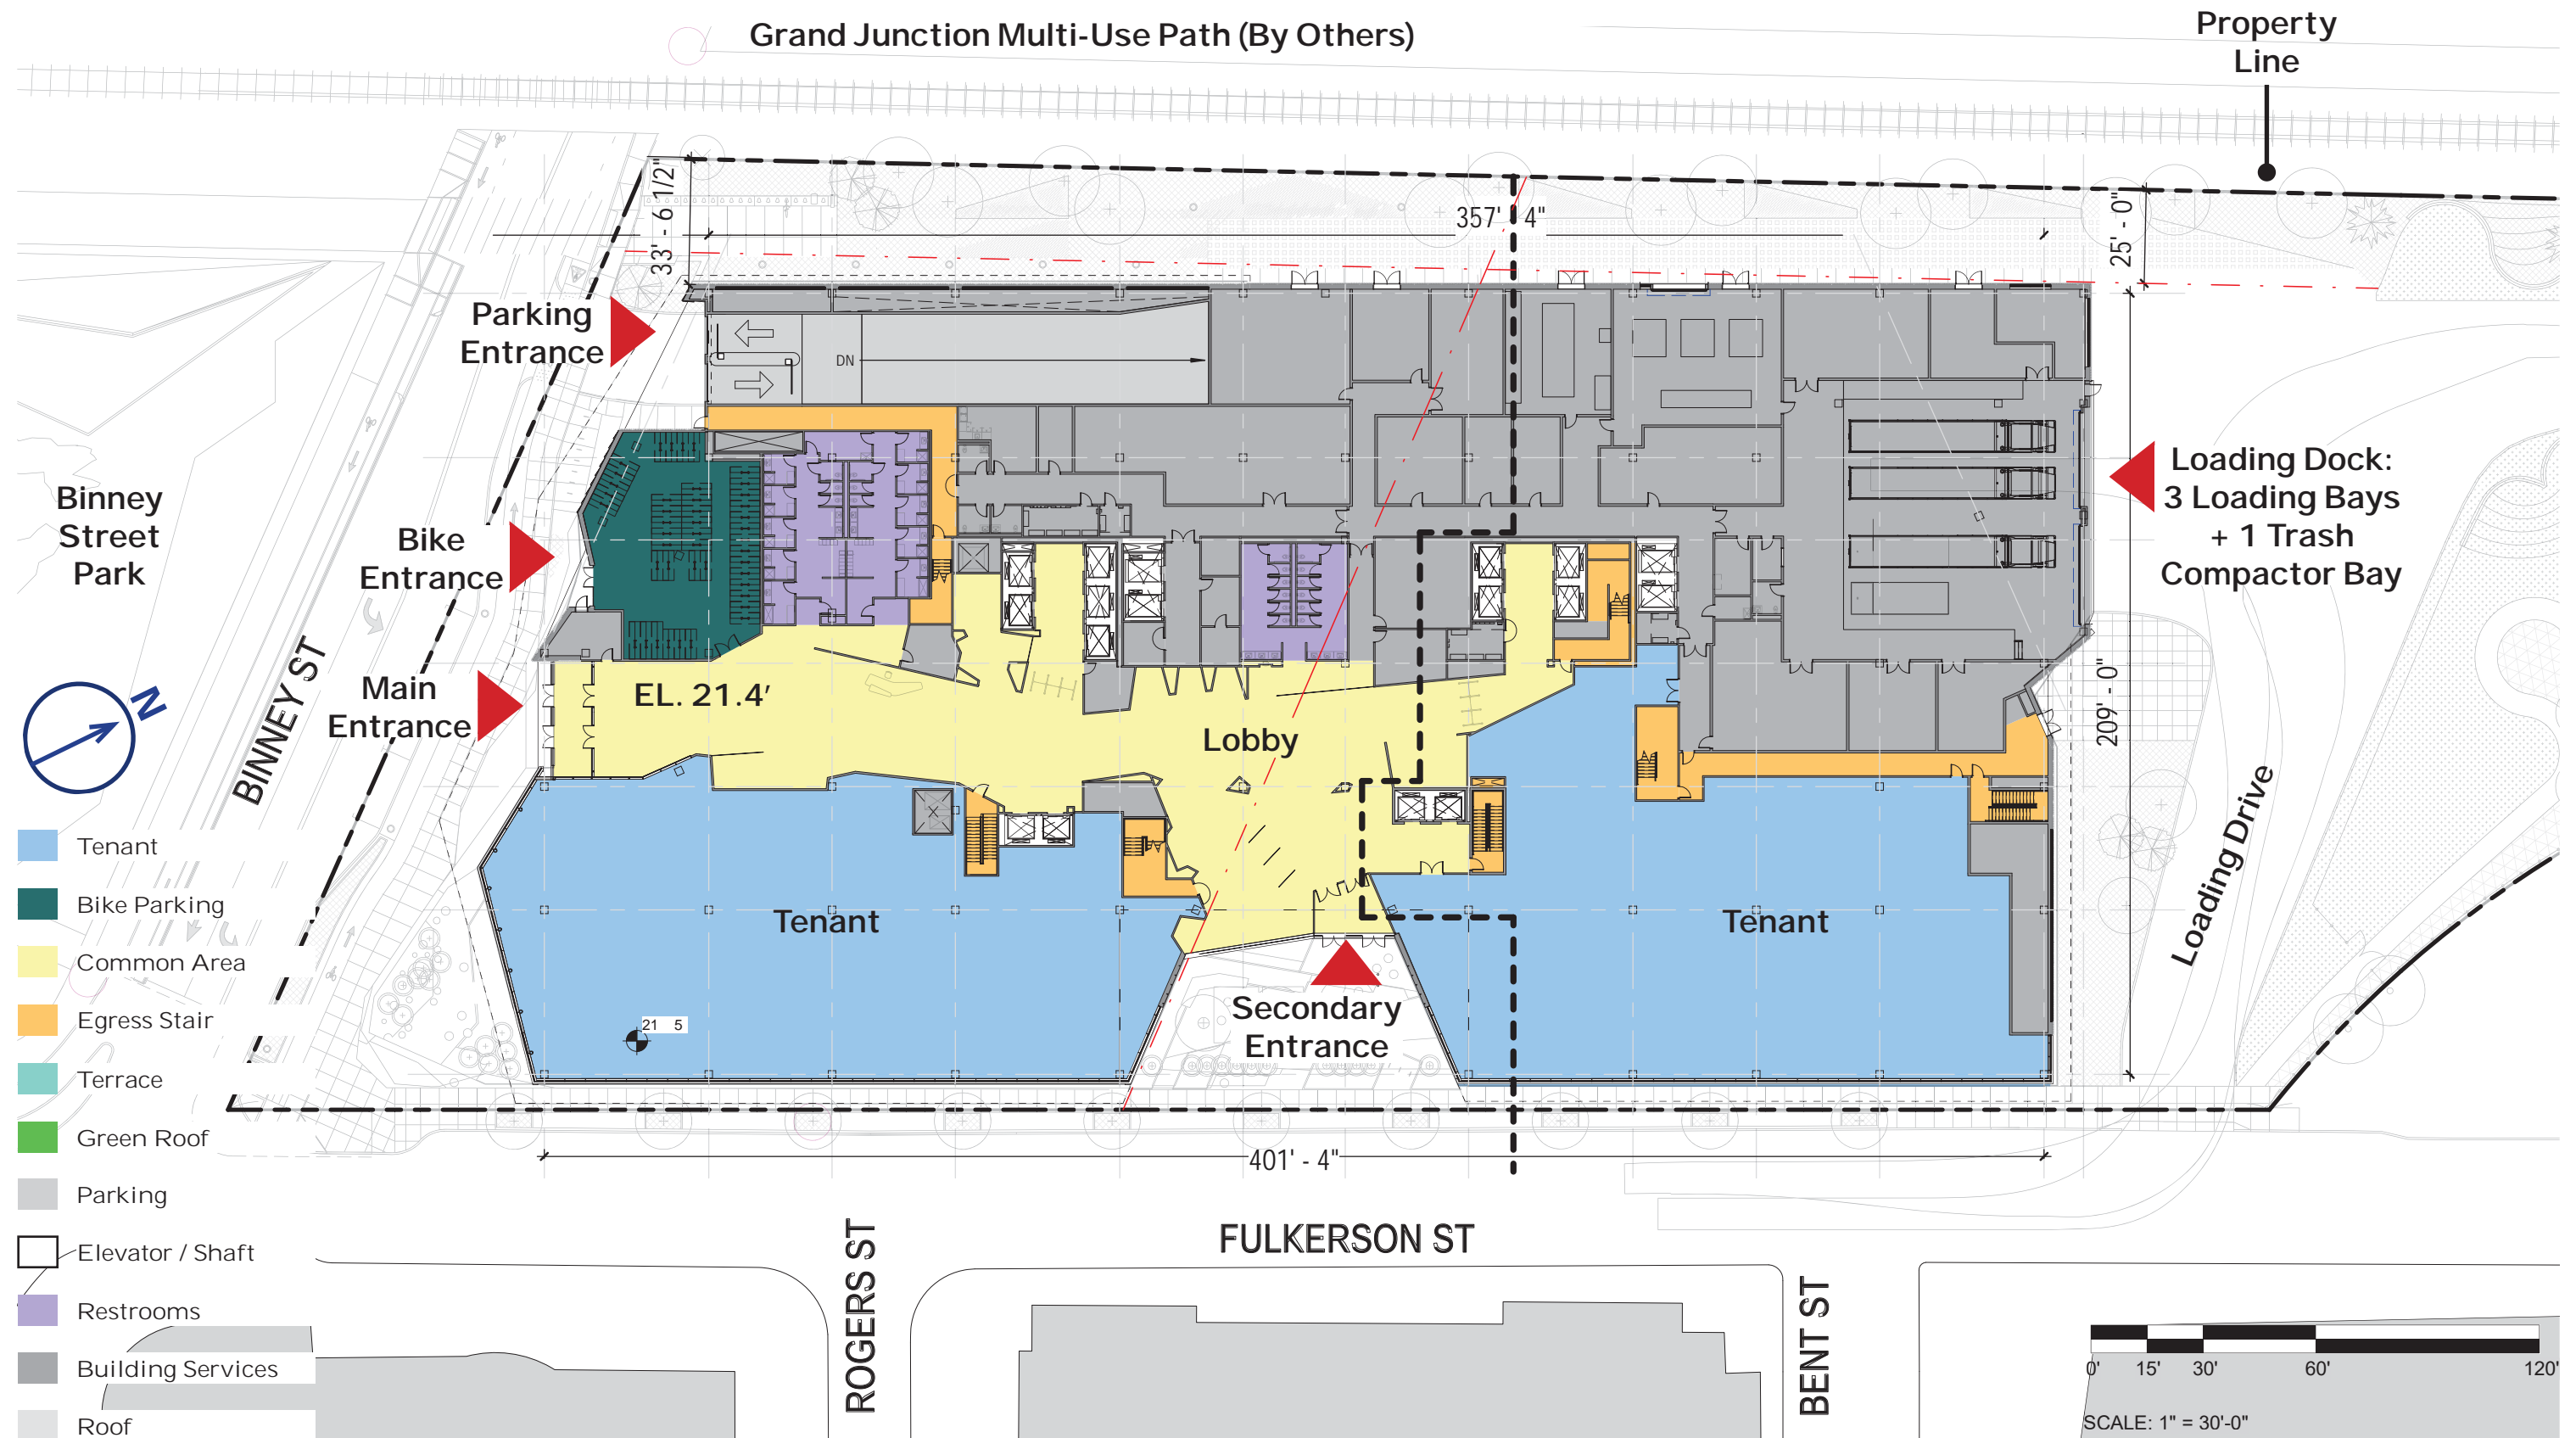 Grand Junction Multi-Use Path (By Others)
Property
Line
33' - 6 1/2"
357' - 4"
25' - 0"
Parking
Entrance
DN
Binney
Street
Park
Bike
Entrance
Loading Dock:
3 Loading Bays
+ 1 Trash
Compactor Bay
Main
Entrance
EL. 21.4'
Lobby
N
BINNEY ST
209' - 0"
Loading Drive
Tenant
Tenant
Secondary
Entrance
21 5
401' - 4"
Tenant
Bike Parking
Common Area
Egress Stair
Terrace
Green Roof
Parking
Elevator / Shaft
Restrooms
Building Services
Roof
FULKERSON ST
ROGERS ST
BENT ST
0' 15' 30' 60' 120'
SCALE: 1" = 30'-0"